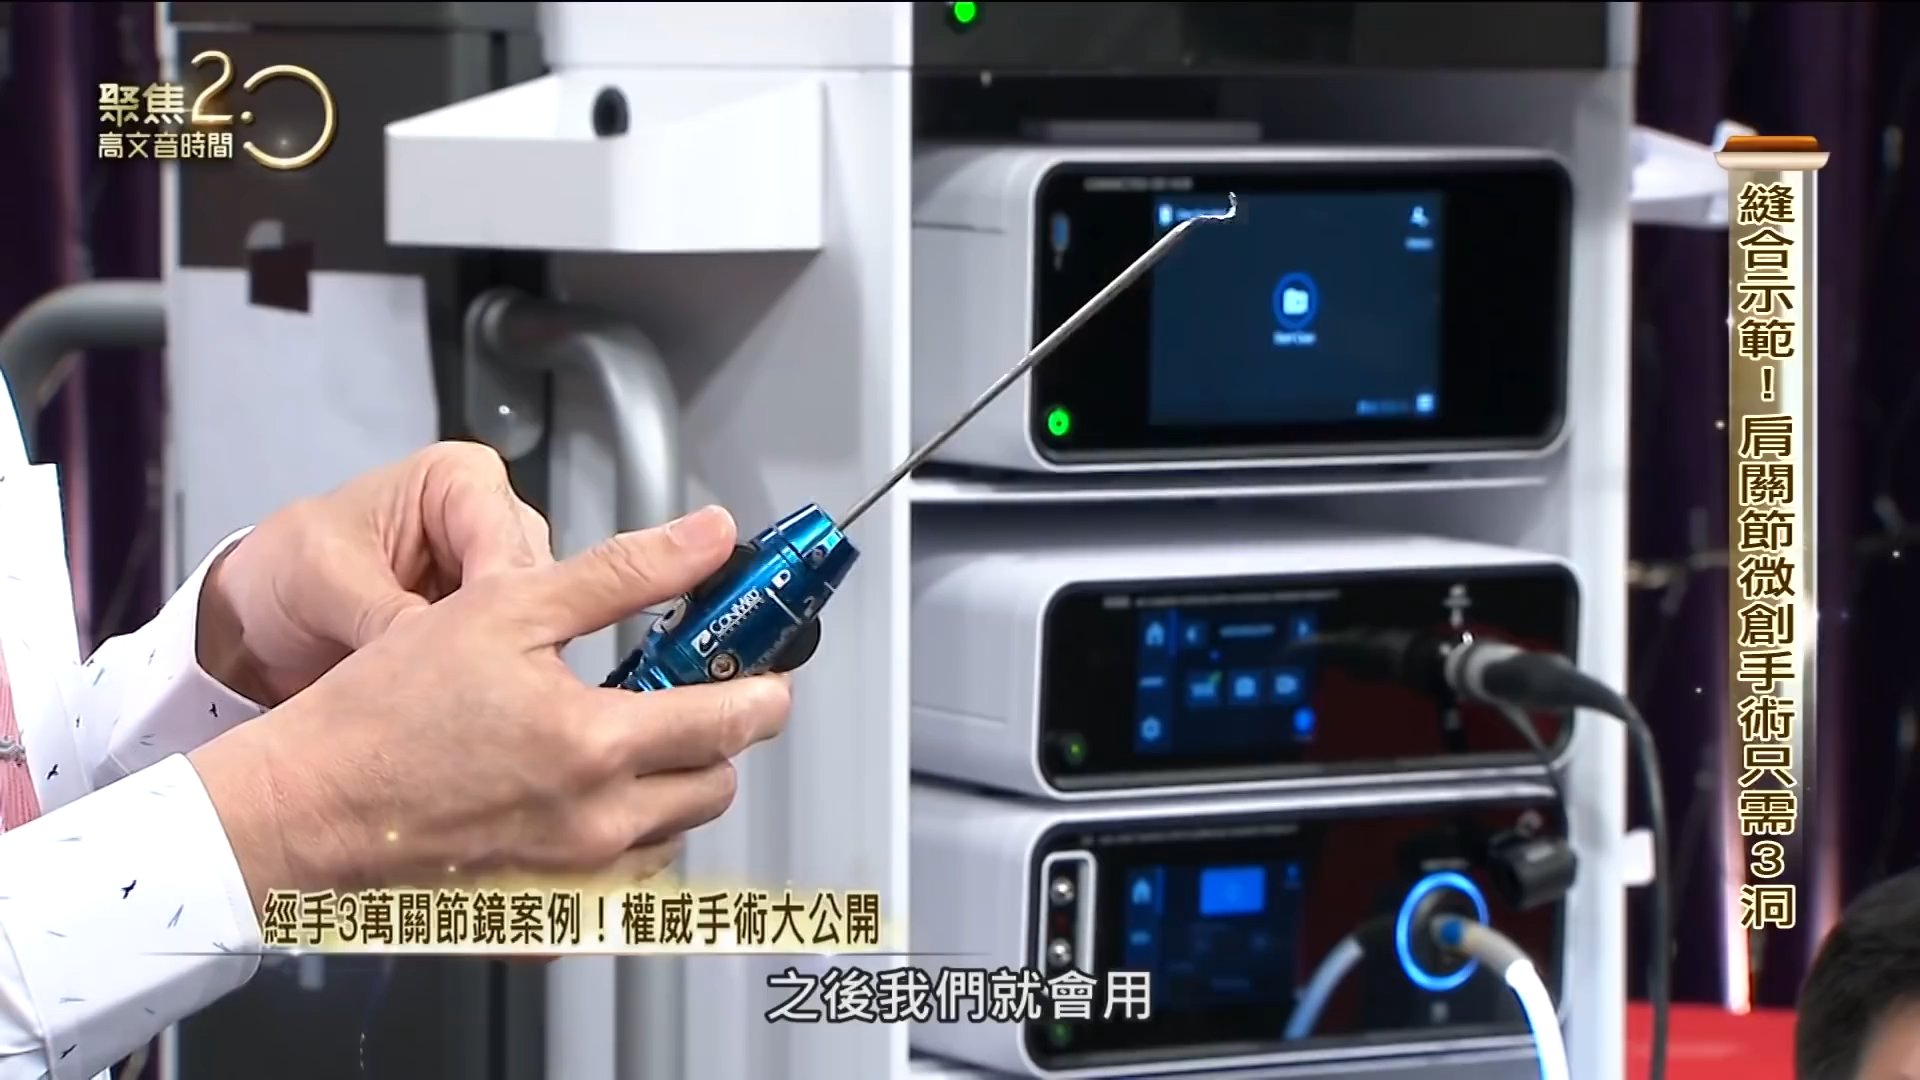 聚焦2.0
高文音時間
縫合示範！肩關節微創手術只需3洞
CONMED
經手3萬關節鏡案例！權威手術大公開
之後我們就會用